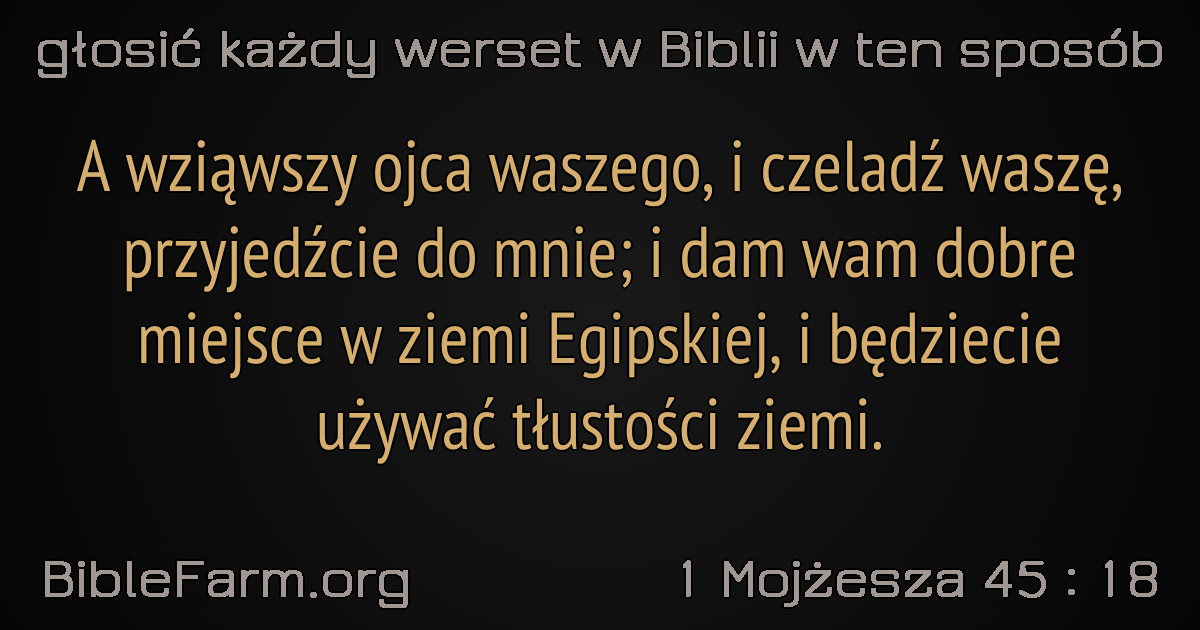 głosić każdy werset w Biblii w ten sposób
A wziąwszy ojca waszego, i czeladź waszę,
przyjedźcie do mnie; i dam wam dobre
miejsce w ziemi Egipskiej, i będziecie
używać tłustości ziemi.
BibleFarm.org
1 Mojżesza 45 : 18